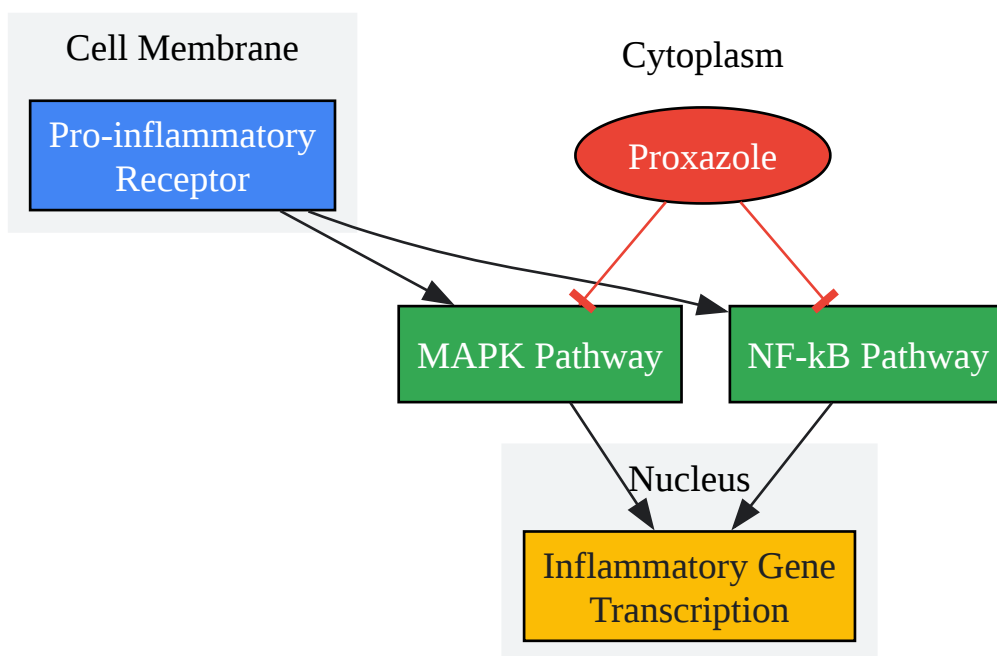 Cell Membrane
Pro-inflammatory
Receptor
Cytoplasm
Proxazole
MAPK Pathway
NF-kB Pathway
Nucleus
Inflammatory Gene
Transcription